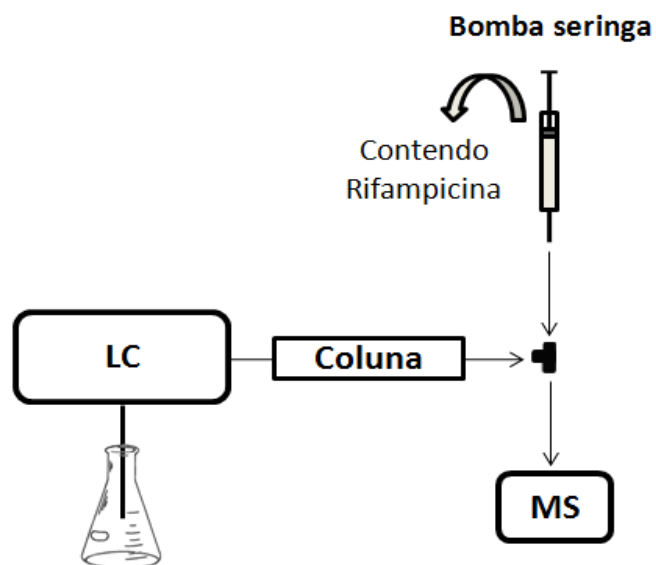 Bomba seringa
Contendo
Rifampicina
LC
Coluna
MS